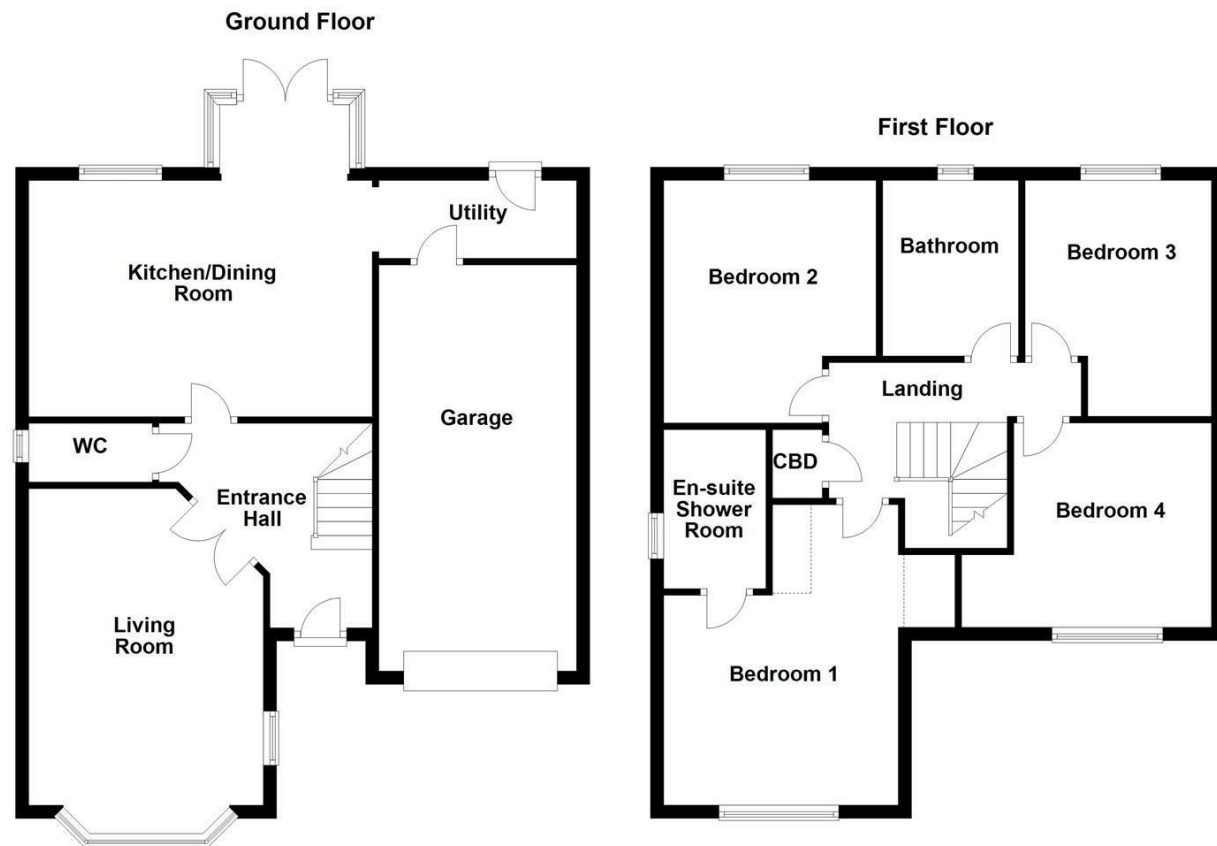 Ground Floor
Utility
Kitchen/Dining
Room
Garage
WC
Entrance
Hall
Living
Room
First Floor
Bedroom 2
Bathroom
Bedroom 3
Landing
CBD
En-suite
Shower
Room
Bedroom 4
Bedroom 1